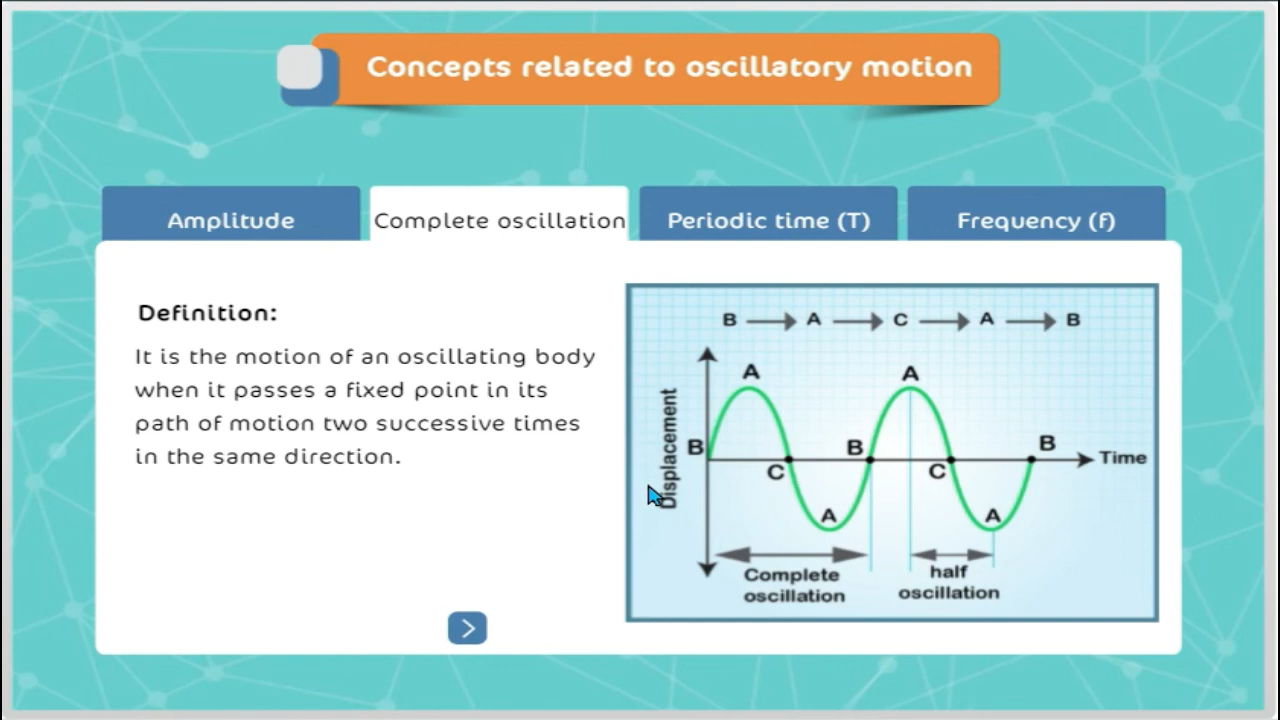 Concepts related to oscillatory motion
Amplitude
Complete oscillation
Periodic time (T)
Frequency (f)
Definition:
It is the motion of an oscillating body
when it passes a fixed point in its
path of motion two successive times
in the same direction.
B A C A B
A A
Displacement
B B B
C C
Time
A A
Complete
oscillation
half
oscillation